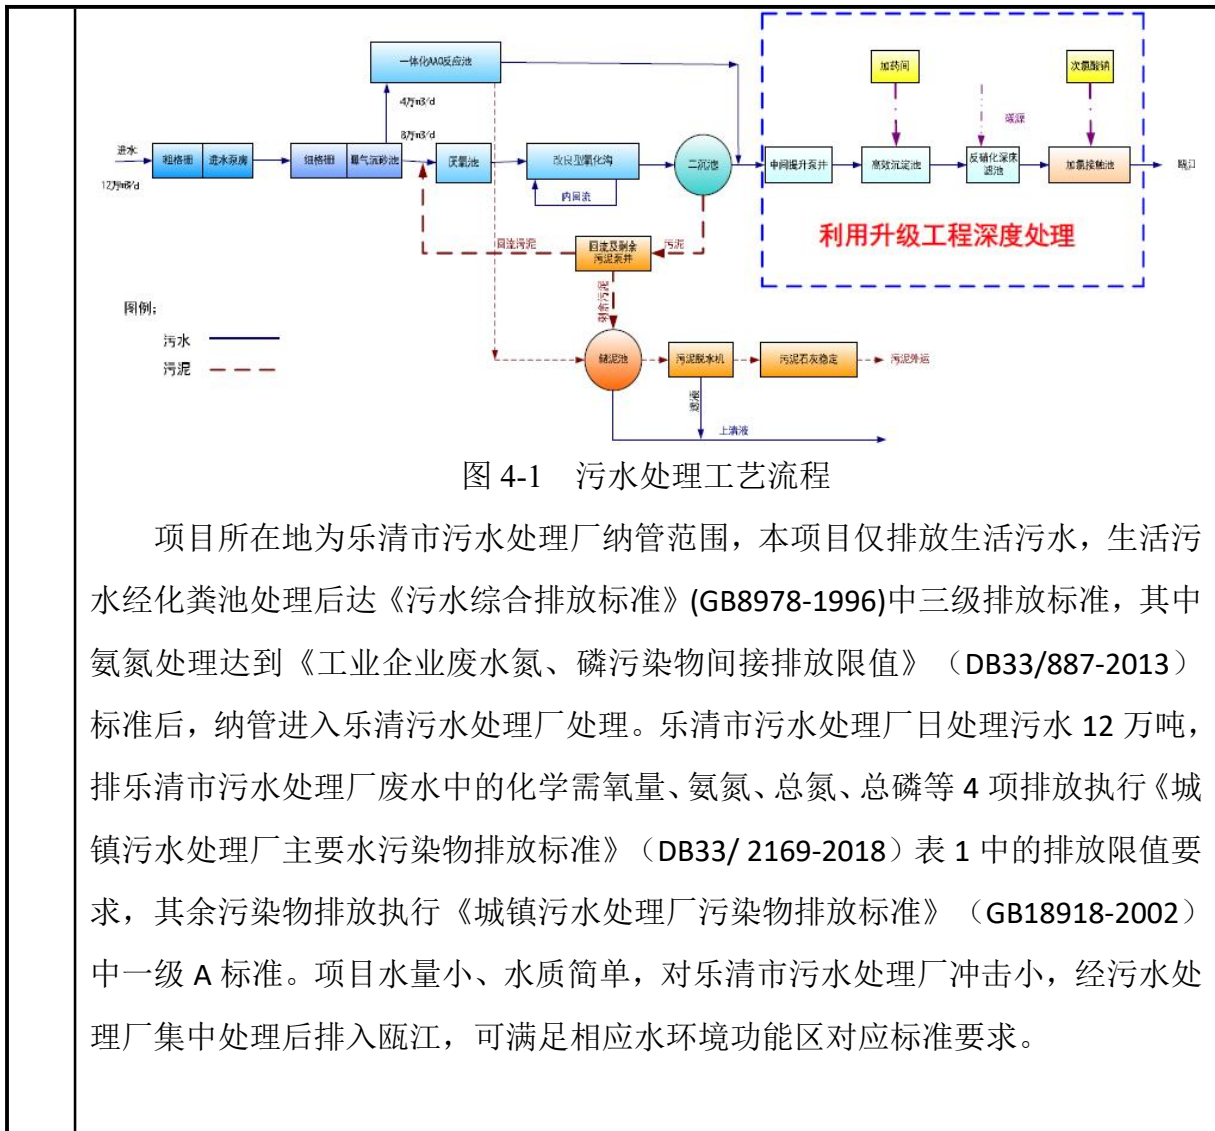 一体化AAO反应池
加药间
次氯酸钠
4万m3/d
8万m3/d
碳源
进水
12万m3/d
粗格栅
进水泵房
细格栅
曝气沉砂池
厌氧池
改良型氧化沟
内回流
二沉池
中间提升泵井
高效沉淀池
反硝化深床
滤池
加氯接触池
瓯江
利用升级工程深度处理
回流污泥
回流及剩余
污泥泵井
污泥
剩余污泥
图例:
污水
污泥
储泥池
污泥脱水机
污泥石灰稳定
污泥外运
滤液
上清液
图 4-1 污水处理工艺流程
项目所在地为乐清市污水处理厂纳管范围，本项目仅排放生活污水，生活污
水经化粪池处理后达《污水综合排放标准》(GB8978-1996)中三级排放标准，其中
氨氮处理达到《工业企业废水氮、磷污染物间接排放限值》（DB33/887-2013）
标准后，纳管进入乐清污水处理厂处理。乐清市污水处理厂日处理污水 12 万吨，
排乐清市污水处理厂废水中的化学需氧量、氨氮、总氮、总磷等 4 项排放执行《城
镇污水处理厂主要水污染物排放标准》（DB33/ 2169-2018）表 1 中的排放限值要
求，其余污染物排放执行《城镇污水处理厂污染物排放标准》（GB18918-2002）
中一级 A 标准。项目水量小、水质简单，对乐清市污水处理厂冲击小，经污水处
理厂集中处理后排入瓯江，可满足相应水环境功能区对应标准要求。